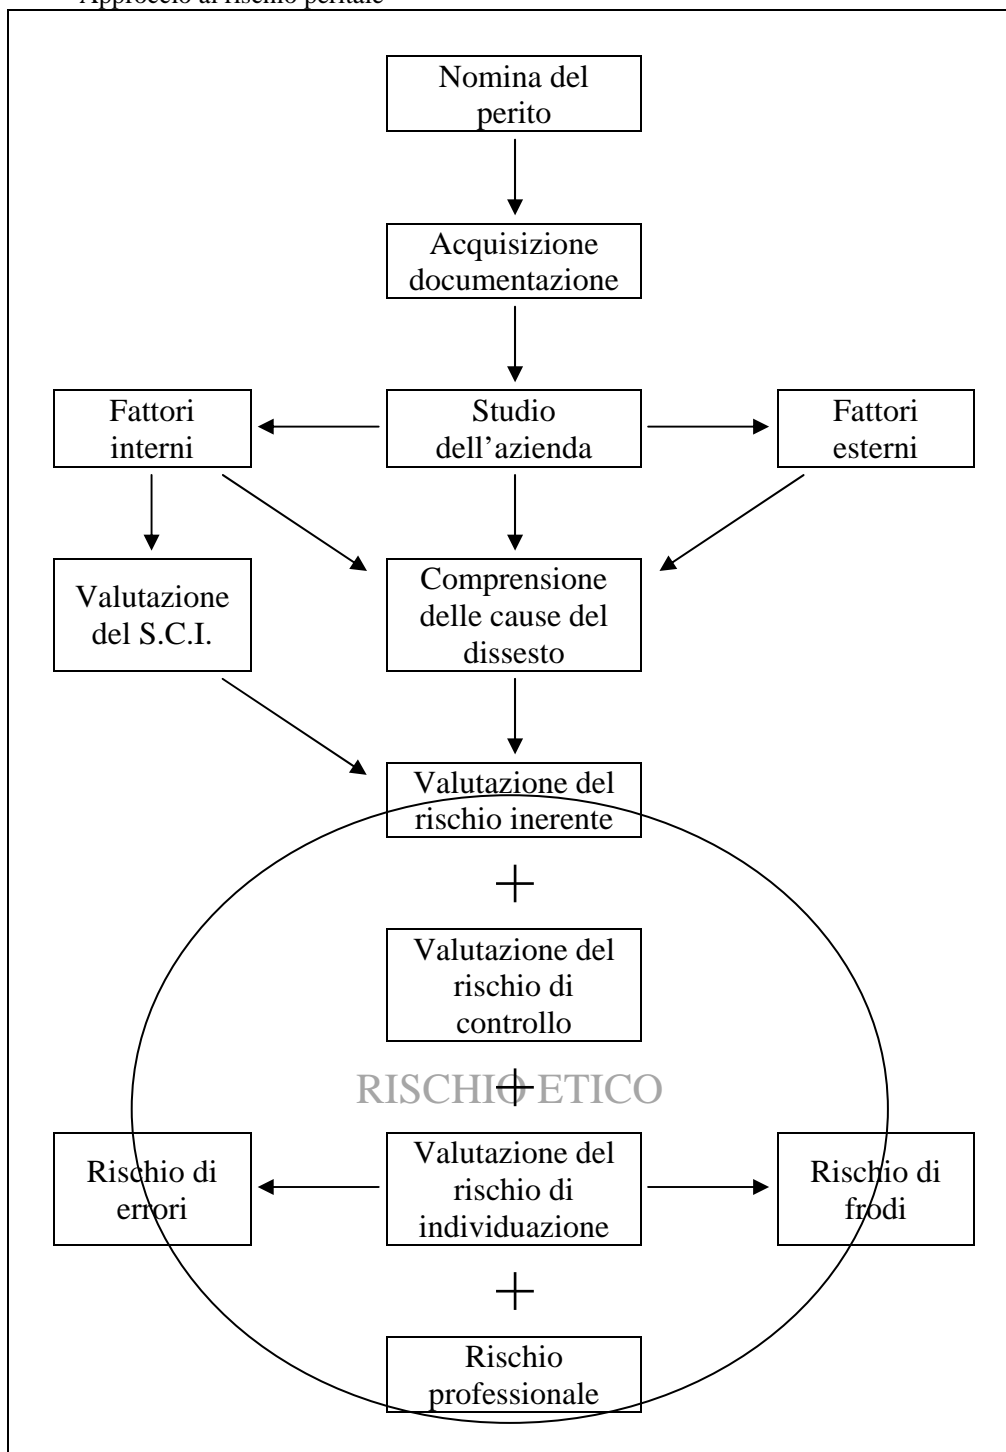 Approccio al rischio peritale
Nomina del
perito
Acquisizione
documentazione
Fattori
interni
Studio
dell’azienda
Fattori
esterni
Valutazione
del S.C.I.
Comprensione
delle cause del
dissesto
Valutazione del
rischio inerente
+
Valutazione del
rischio di
controllo
+
RISCHIO ETICO
Rischio di
errori
Valutazione del
rischio di
individuazione
Rischio di
frodi
+
Rischio
professionale